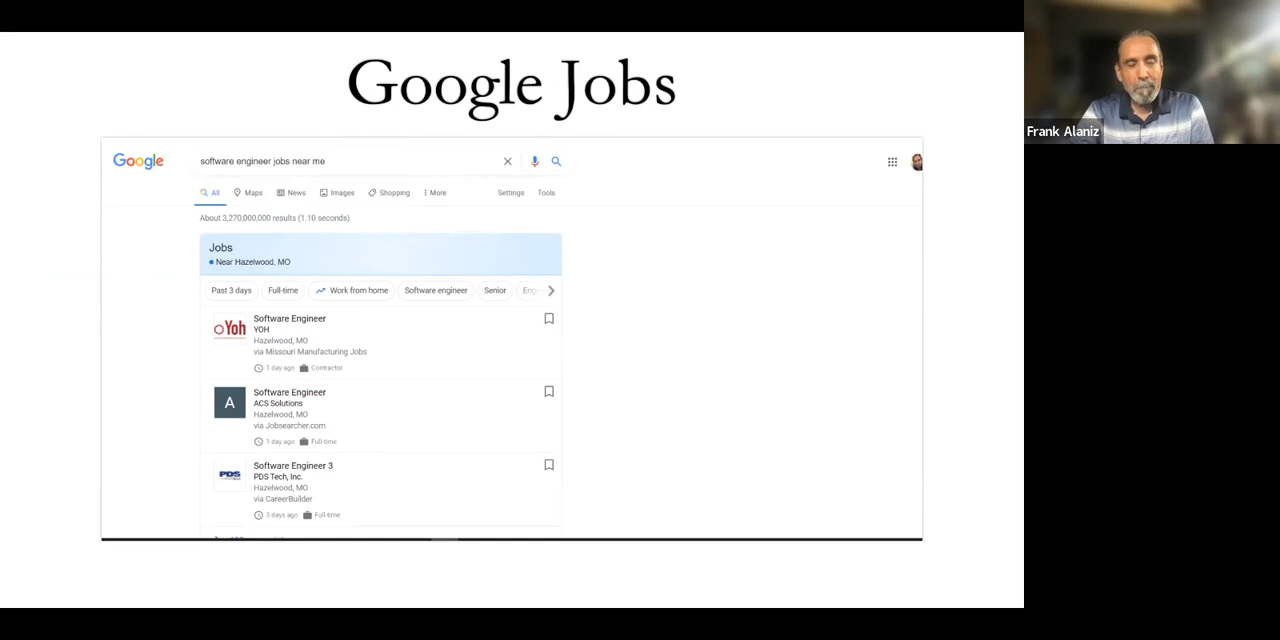 Google Jobs
Frank Alaniz
Google
software engineer jobs near me
All Maps News Images Shopping More Settings Tools
About 3,270,000,000 results (1.10 seconds)
Jobs
Near Hazelwood, MO
Past 3 days Full-time Work from home Software engineer Senior
Yoh
Software Engineer
YOH
Hazelwood, MO
via Missouri Manufacturing Jobs
1 day ago Contractor
A
Software Engineer
ACS Solutions
Hazelwood, MO
via Jobsearcher.com
1 day ago Full-time
PDS
Software Engineer 3
PDS Tech, Inc.
Hazelwood, MO
via CareerBuilder
3 days ago Full-time